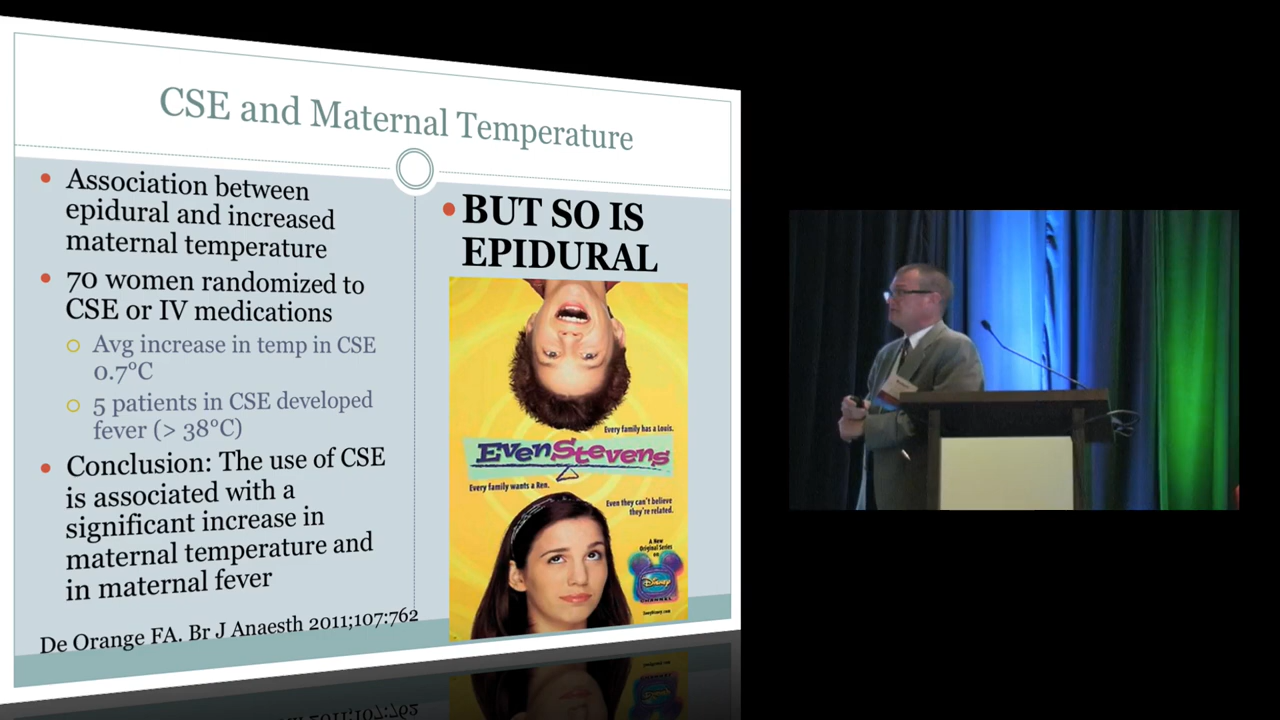 CSE and Maternal Temperature
• Association between
epidural and increased
maternal temperature
• 70 women randomized to
CSE or IV medications
o Avg increase in temp in CSE
0.7°C
o 5 patients in CSE developed
fever (> 38°C)
• Conclusion: The use of CSE
is associated with a
significant increase in
maternal temperature and
in maternal fever
De Orange FA. Br J Anaesth 2011;107:762
• BUT SO IS
EPIDURAL
Every family has a Louis.
Even Stevens
Every family wants a Ren.
Even they can't believe
they're related.
A New
Original Series
on
Disney
CHANNEL